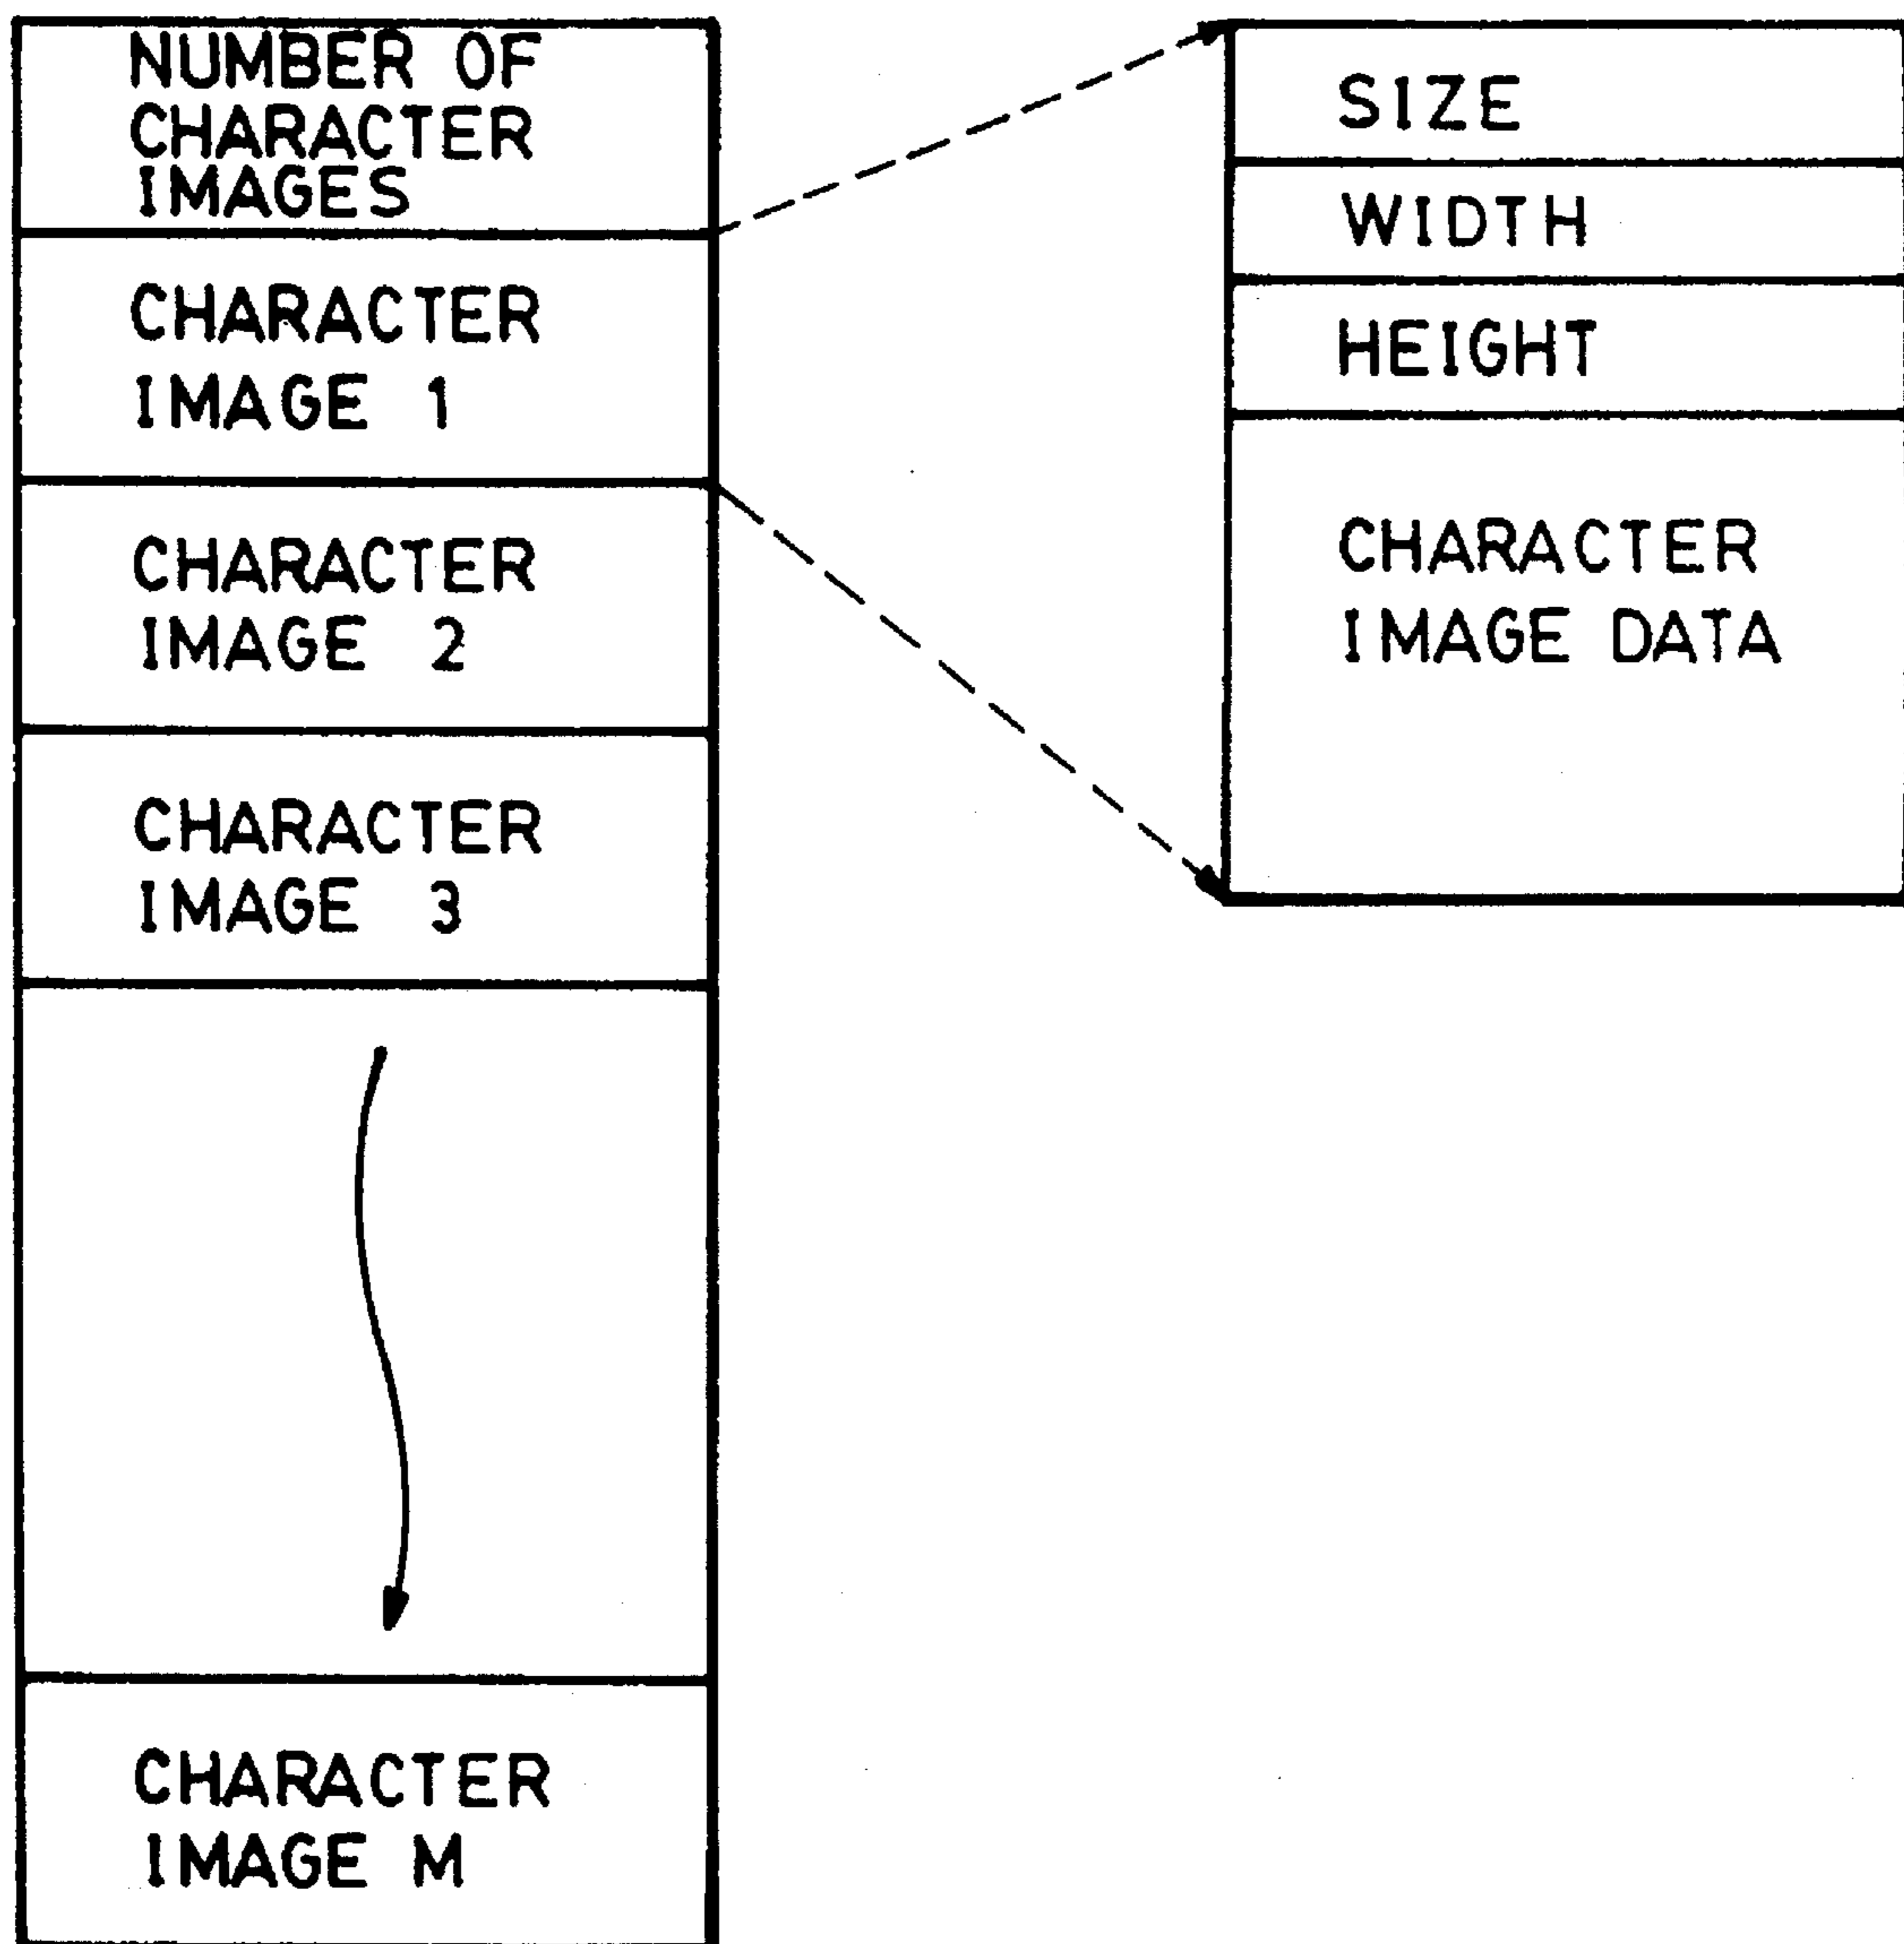 NUMBER OF
CHARACTER
IMAGES
CHARACTER
IMAGE 1
CHARACTER
IMAGE 2
CHARACTER
IMAGE 3
CHARACTER
IMAGE M
SIZE
WIDTH
HEIGHT
CHARACTER
IMAGE DATA